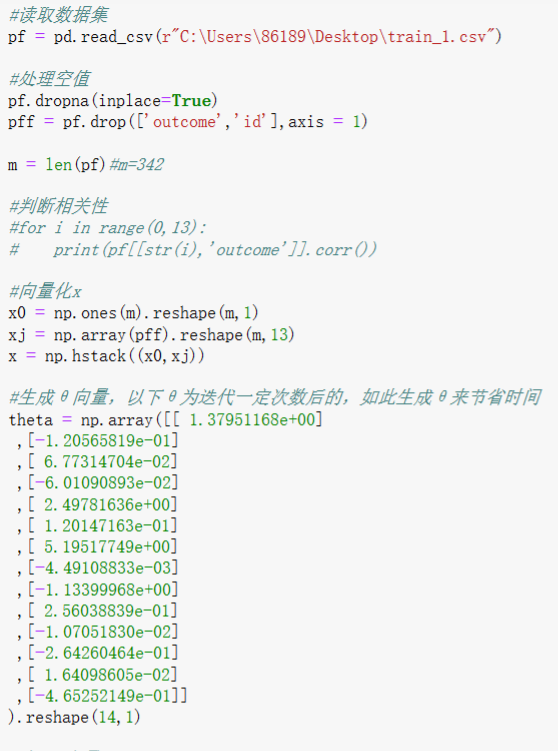 #读取数据集
pf = pd.read_csv(r"C:\Users\86189\Desktop\train_1.csv")
#处理空值
pf.dropna(inplace=True)
pff = pf.drop(['outcome','id'],axis = 1)
m = len(pf)#m=342
#判断相关性
#for i in range(0,13):
#    print(pf[[str(i),'outcome']].corr())
#向量化x
x0 = np.ones(m).reshape(m,1)
xj = np.array(pff).reshape(m,13)
x = np.hstack((x0,xj))
#生成θ向量，以下θ为迭代一定次数后的，如此生成θ来节省时间
theta = np.array([[ 1.37951168e+00]
,[-1.20565819e-01]
,[ 6.77314704e-02]
,[-6.01090893e-02]
,[ 2.49781636e+00]
,[ 1.20147163e-01]
,[ 5.19517749e+00]
,[-4.49108833e-03]
,[-1.13399968e+00]
,[ 2.56038839e-01]
,[-1.07051830e-02]
,[-2.64260464e-01]
,[ 1.64098605e-02]
,[-4.65252149e-01]]
).reshape(14,1)